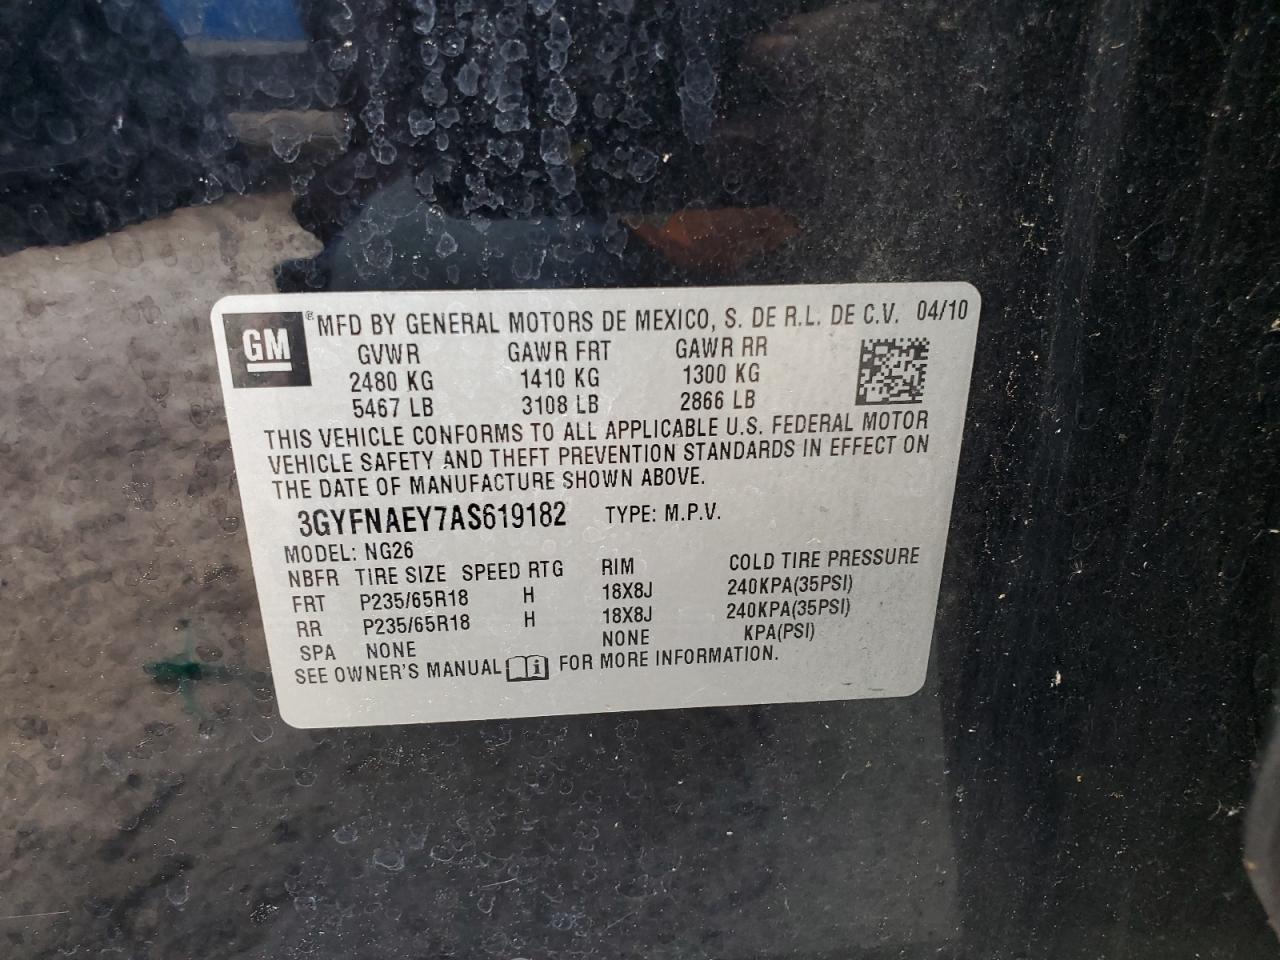 GM ® MFD BY GENERAL MOTORS DE MEXICO, S. DE R.L. DE C.V. 04/10
GVWR GAWR FRT GAWR RR
2480 KG 1410 KG 1300 KG
5467 LB 3108 LB 2866 LB
THIS VEHICLE CONFORMS TO ALL APPLICABLE U.S. FEDERAL MOTOR
VEHICLE SAFETY AND THEFT PREVENTION STANDARDS IN EFFECT ON
THE DATE OF MANUFACTURE SHOWN ABOVE.
3GYFNAEY7AS619182 TYPE: M.P.V.
MODEL: NG26
NBFR TIRE SIZE SPEED RTG RIM COLD TIRE PRESSURE
FRT P235/65R18 H 18X8J 240KPA(35PSI)
RR P235/65R18 H 18X8J 240KPA(35PSI)
SPA NONE NONE KPA(PSI)
SEE OWNER'S MANUAL i FOR MORE INFORMATION.